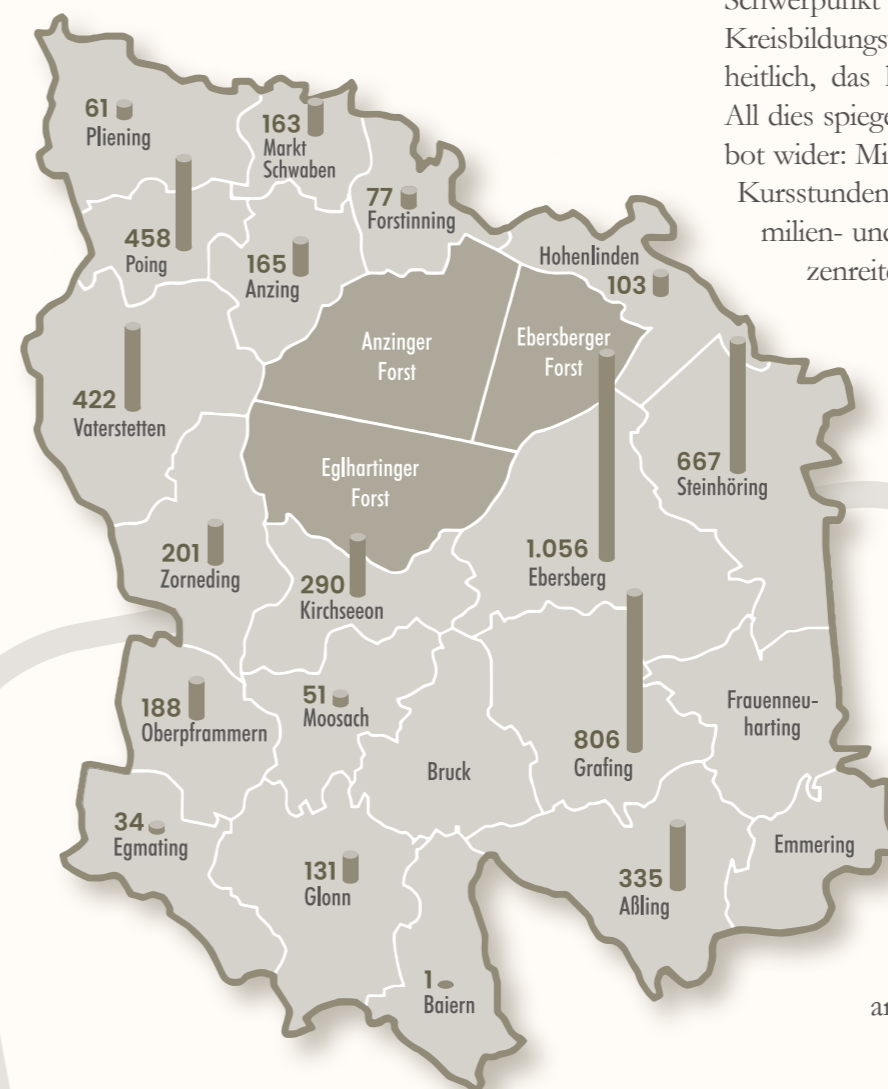 Schwerpunkt
Kreisbildungs
heitlich, das
All dies spiege
bot wider: Mi
Kursstunden
milien- und
zenreite
61
Pliening
163
Markt
Schwaben
77
Forstinning
458
Poing
165
Anzing
Hohenlinden
103
Anzinger
Forst
Ebersberger
Forst
422
Vaterstetten
667
Steinhöring
Eglhartinger
Forst
201
Zorneding
290
Kirchseeon
1.056
Ebersberg
188
Oberpframmern
51
Moosach
Bruck
806
Grafing
Frauenneu-
harting
34
Egmating
131
Glonn
335
Aßling
Emmering
1
Baiern